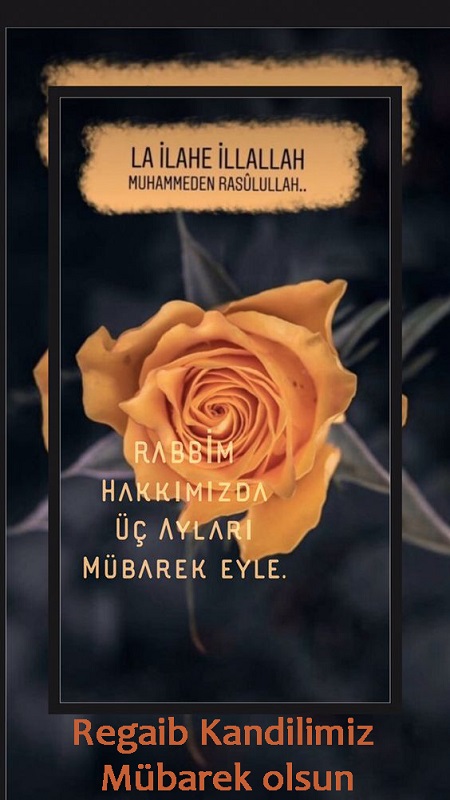 LA İLAHE İLLALLAH
MUHAMMEDEN RASÛLULLAH..
RABBİM
HAKKIMIZDA
ÜÇ AYLARI
MÜBAREK EYLE.
Regaib Kandilimiz
Mübarek olsun